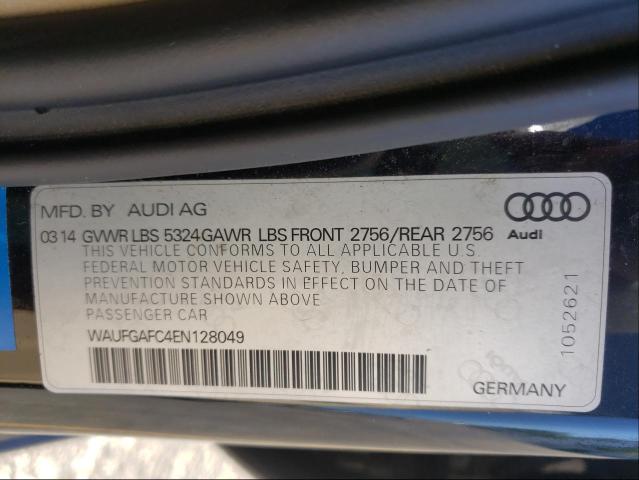 MFD. BY AUDI AG
Audi
03 14 GVWR LBS 5324 GAWR LBS FRONT 2756/REAR 2756
THIS VEHICLE CONFORMS TO ALL APPLICABLE U.S.
FEDERAL MOTOR VEHICLE SAFETY, BUMPER AND THEFT
PREVENTION STANDARDS IN EFFECT ON THE DATE OF
MANUFACTURE SHOWN ABOVE
PASSENGER CAR
WAUFGAFC4EN128049
GERMANY
1052621